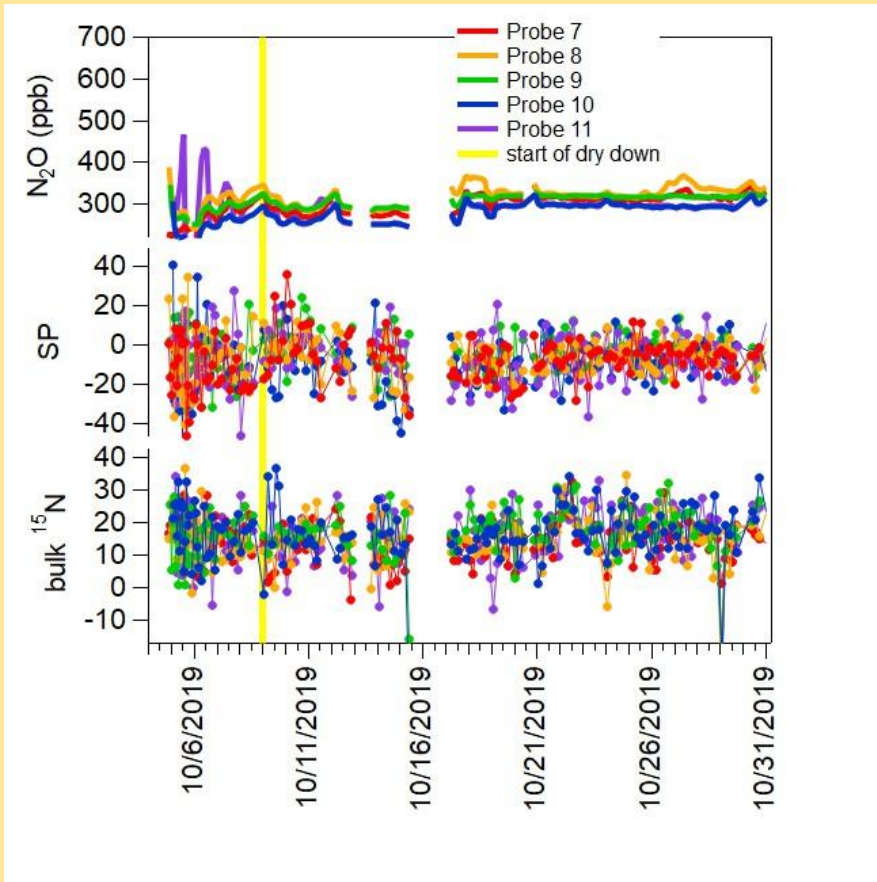 Probe 7
Probe 8
Probe 9
Probe 10
Probe 11
start of dry down
N₂O (ppb)
700
600
500
400
300
SP
40
20
0
-20
-40
bulk ¹⁵N
40
30
20
10
0
-10
10/6/2019
10/11/2019
10/16/2019
10/21/2019
10/26/2019
10/31/2019